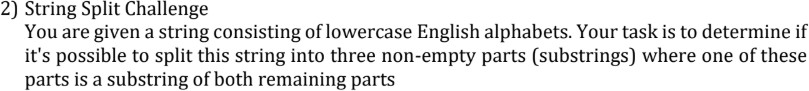 2) String Split Challenge
You are given a string consisting of lowercase English alphabets. Your task is to determine if
it's possible to split this string into three non-empty parts (substrings) where one of these
parts is a substring of both remaining parts